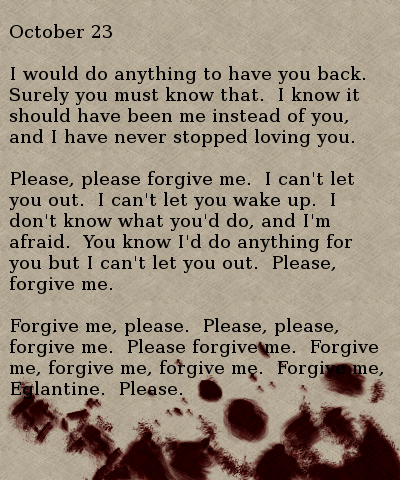 October 23
I would do anything to have you back.
Surely you must know that.  I know it
should have been me instead of you,
and I have never stopped loving you.
Please, please forgive me.  I can't let
you out.  I can't let you wake up.  I
don't know what you'd do, and I'm
afraid.  You know I'd do anything for
you but I can't let you out.  Please,
forgive me.
Forgive me, please.  Please, please,
forgive me.  Please forgive me.  Forgive
me, forgive me, forgive me.  Forgive me,
Eglantine.  Please.